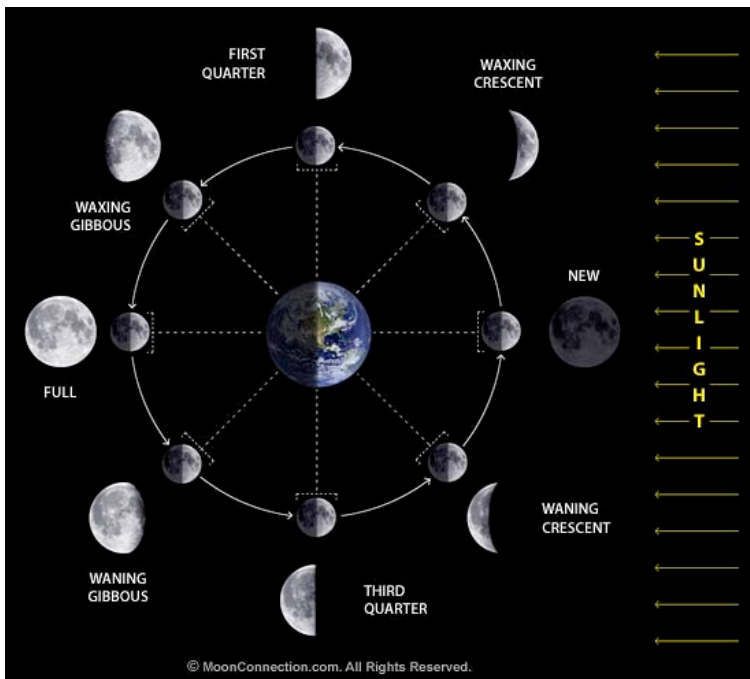 FIRST
QUARTER
WAXING
CRESCENT
WAXING
GIBBOUS
NEW
SUNLIGHT
FULL
WANING
CRESCENT
WANING
GIBBOUS
THIRD
QUARTER
© MoonConnection.com. All Rights Reserved.